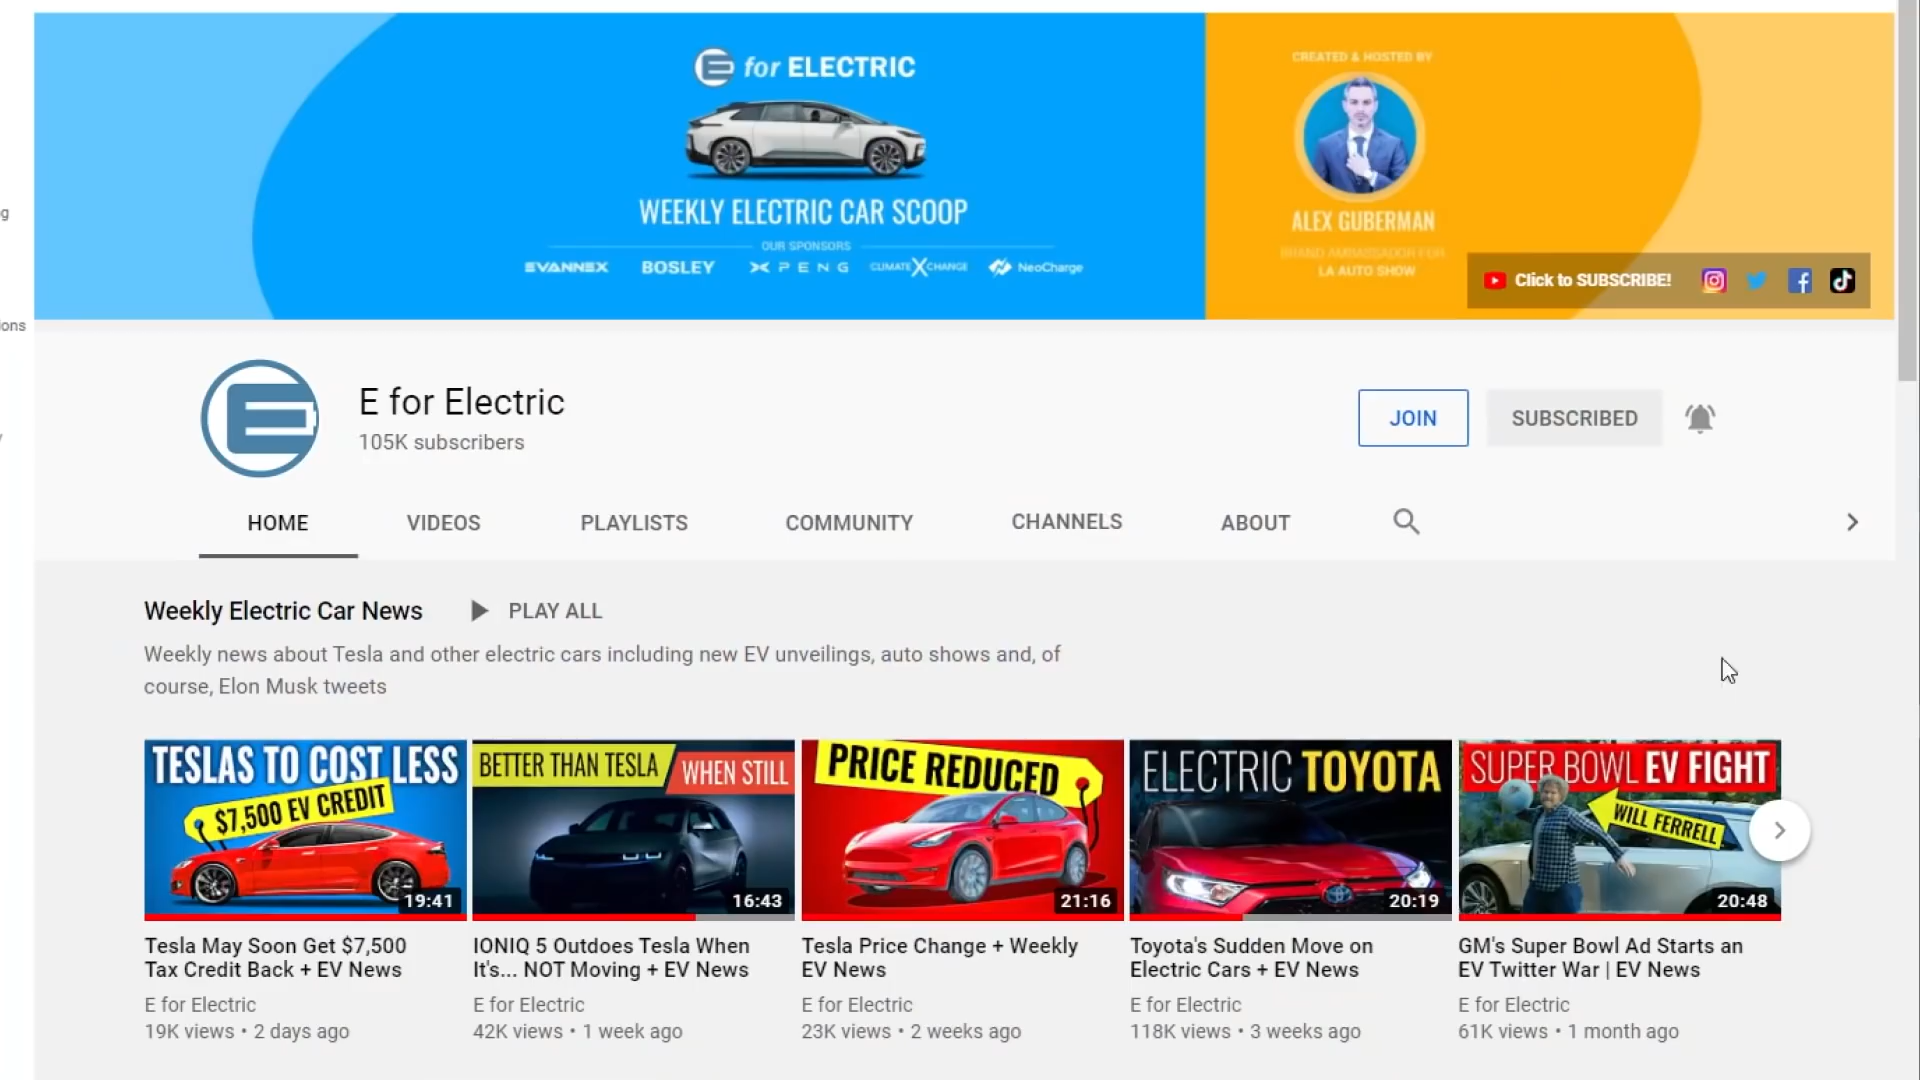 for ELECTRIC
WEEKLY ELECTRIC CAR SCOOP
OUR SPONSORS
EVANNEX BOSLEY XPENG CLIMATEXCHANGE NeoCharge
CREATED & HOSTED BY
ALEX GUBERMAN
BRAND AMBASSADOR FOR
LA AUTO SHOW
Click to SUBSCRIBE!
g
ions
E for Electric
105K subscribers
JOIN
SUBSCRIBED
HOME VIDEOS PLAYLISTS COMMUNITY CHANNELS ABOUT
Weekly Electric Car News PLAY ALL
Weekly news about Tesla and other electric cars including new EV unveilings, auto shows and, of
course, Elon Musk tweets
TESLAS TO COST LESS
$7,500 EV CREDIT
19:41
BETTER THAN TESLA WHEN STILL
16:43
PRICE REDUCED
21:16
ELECTRIC TOYOTA
20:19
SUPER BOWL EV FIGHT
WILL FERRELL
20:48
Tesla May Soon Get $7,500
Tax Credit Back + EV News
E for Electric
19K views • 2 days ago
IONIQ 5 Outdoes Tesla When
It's... NOT Moving + EV News
E for Electric
42K views • 1 week ago
Tesla Price Change + Weekly
EV News
E for Electric
23K views • 2 weeks ago
Toyota's Sudden Move on
Electric Cars + EV News
E for Electric
118K views • 3 weeks ago
GM's Super Bowl Ad Starts an
EV Twitter War | EV News
E for Electric
61K views • 1 month ago